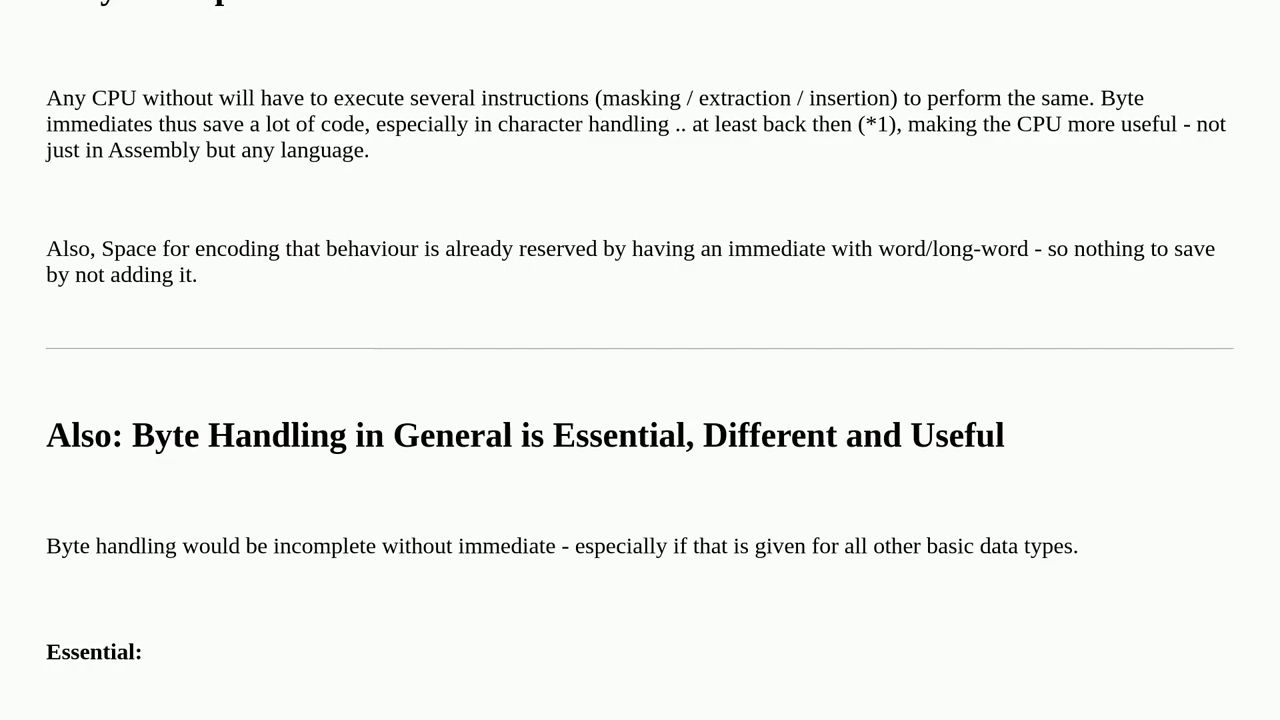 Any CPU without will have to execute several instructions (masking / extraction / insertion) to perform the same. Byte
immediates thus save a lot of code, especially in character handling .. at least back then (*1), making the CPU more useful - not
just in Assembly but any language.
Also, Space for encoding that behaviour is already reserved by having an immediate with word/long-word - so nothing to save
by not adding it.
Also: Byte Handling in General is Essential, Different and Useful
Byte handling would be incomplete without immediate - especially if that is given for all other basic data types.
Essential: